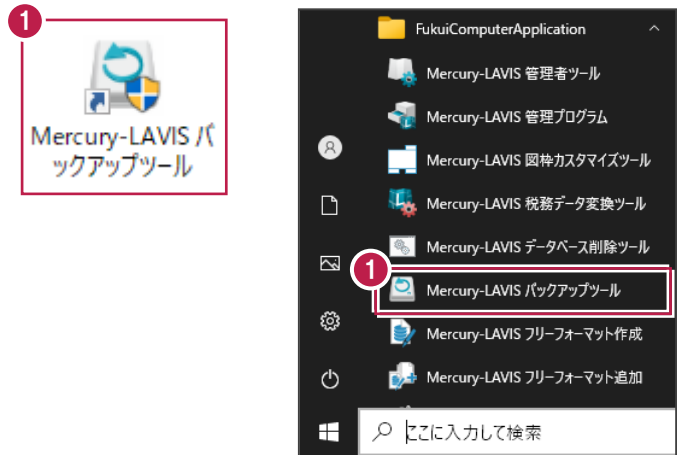 1
Mercury-LAVIS バ
ックアップツール
FukuiComputerApplication
Mercury-LAVIS 管理者ツール
Mercury-LAVIS 管理プログラム
Mercury-LAVIS 図枠カスタマイズツール
Mercury-LAVIS 税務データ変換ツール
Mercury-LAVIS データベース削除ツール
1
Mercury-LAVIS バックアップツール
Mercury-LAVIS フリーフォーマット作成
Mercury-LAVIS フリーフォーマット追加
ここに入力して検索